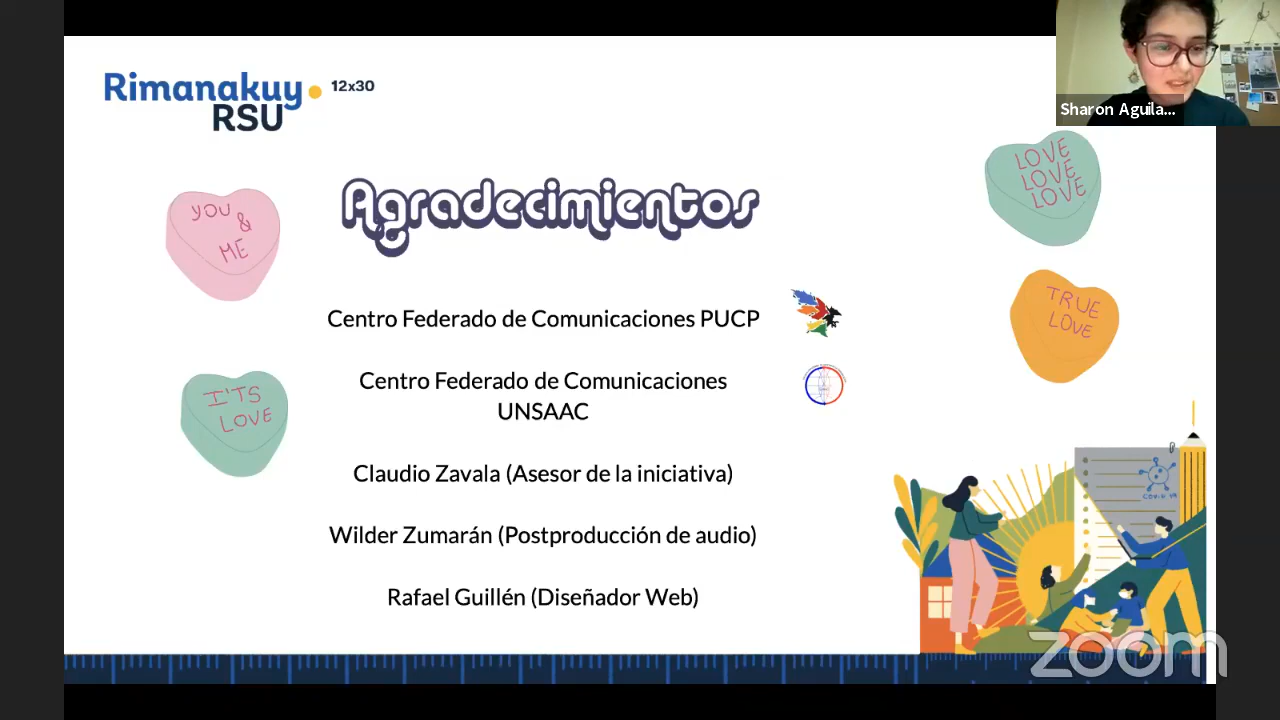 Rimanakuy
12x30
RSU
Sharon Aguila...
Agradecimientos
YOU
&
ME
LOVE
LOVE
LOVE
Centro Federado de Comunicaciones PUCP
TRUE
LOVE
Centro Federado de Comunicaciones
UNSAAC
I'TS
LOVE
Claudio Zavala (Asesor de la iniciativa)
Wilder Zumarán (Postproducción de audio)
Rafael Guillén (Diseñador Web)
zoom